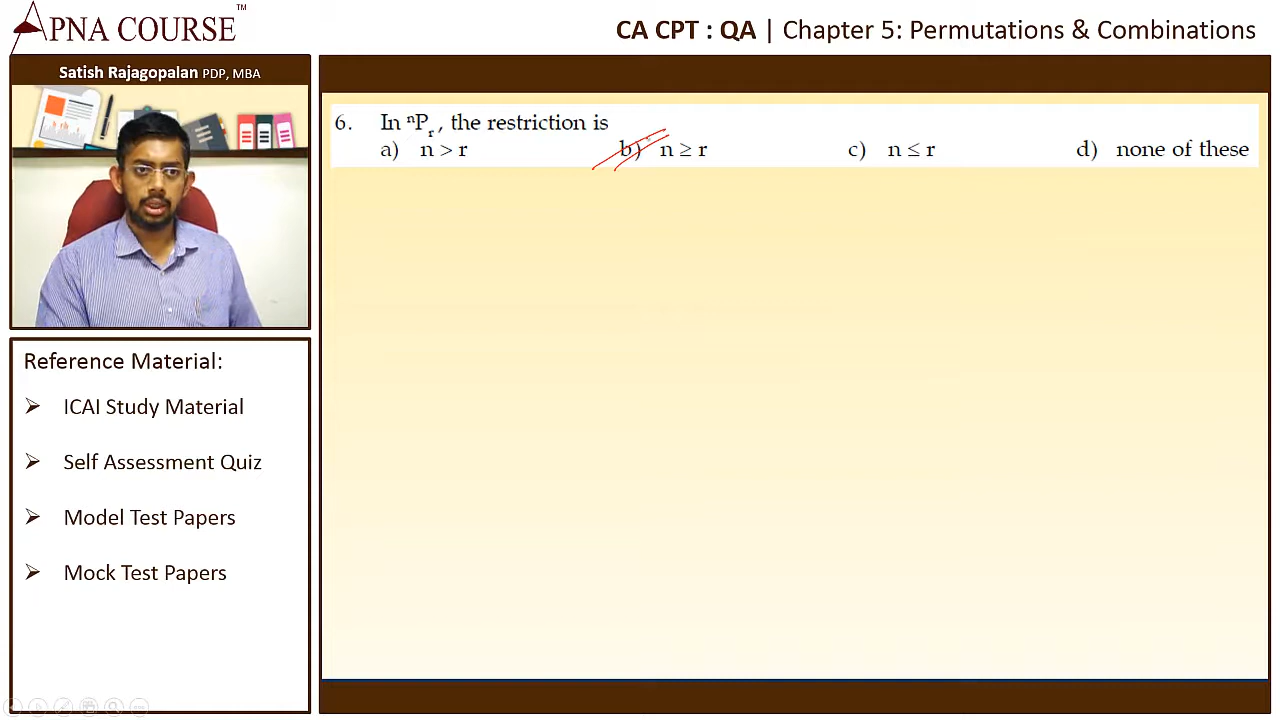 APNA COURSE™
CA CPT : QA | Chapter 5: Permutations & Combinations
Satish Rajagopalan PDP, MBA
6. In ⁿPᵣ, the restriction is
a) n > r b) n ≥ r c) n ≤ r d) none of these
Reference Material:
ICAI Study Material
Self Assessment Quiz
Model Test Papers
Mock Test Papers